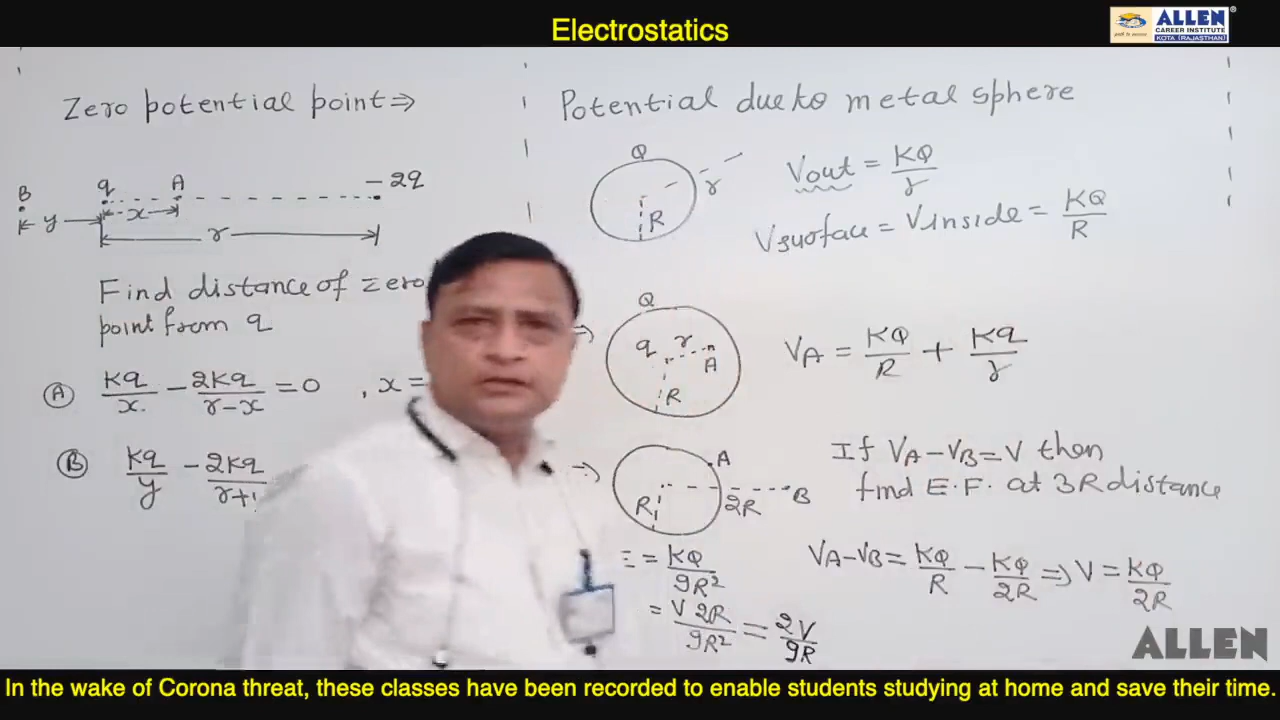 Electrostatics
ALLEN
CAREER INSTITUTE
KOTA (RAJASTHAN)
Zero potential point ⇒
B q A -2Q
y x
r
Find distance of zero
point from q
Ⓐ Kq/x - 2Kq/(r-x) = 0 , x =
Ⓑ Kq/y - 2Kq/(r+
Potential due to metal sphere
Q
r
R
Vout = KQ/r
Vsurface = Vinside = KQ/R
Q
q r A
R
VA = KQ/R + Kq/r
A
R 2R B
If VA-VB=V then
find E.F. at 3R distance
VA-VB = KQ/R - KQ/2R ⇒ V = KQ/2R
= KQ/9R²
= V 2R/9R² = 2V/9R
ALLEN
In the wake of Corona threat, these classes have been recorded to enable students studying at home and save their time.